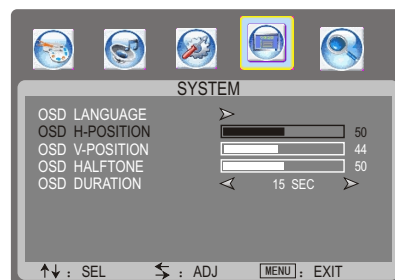 SYSTEM
OSD LANGUAGE
OSD H-POSITION 50
OSD V-POSITION 44
OSD HALFTONE 50
OSD DURATION 15 SEC
: SEL : ADJ MENU : EXIT